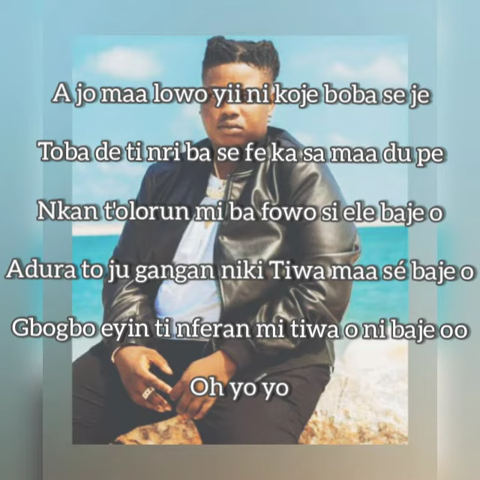 A jo maa lowo yii ni koje boba se je
Toba de ti nri ba se fe ka sa maa du pe
Nkan t'olorun mi ba fowo si ele baje o
Adura to ju gangan niki Tiwa maa sé baje o
Gbogbo eyin ti nferan mi tiwa o ni baje oo
Oh yo yo